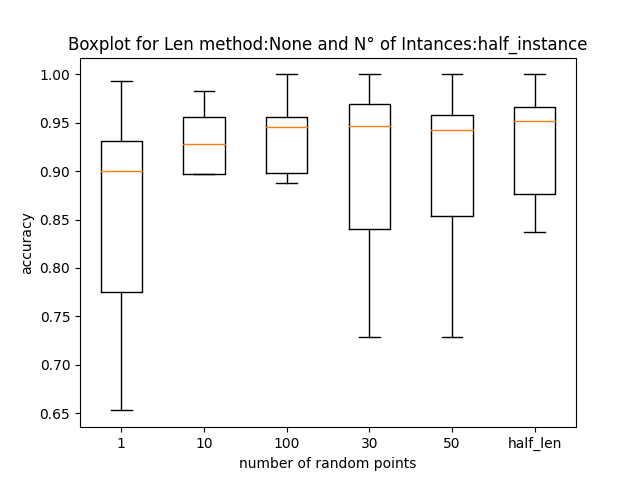 Boxplot for Len method:None and N° of Intances:half_instance
1.00
0.95
0.90
0.85
0.80
0.75
0.70
0.65
accuracy
1 10 100 30 50 half_len
number of random points